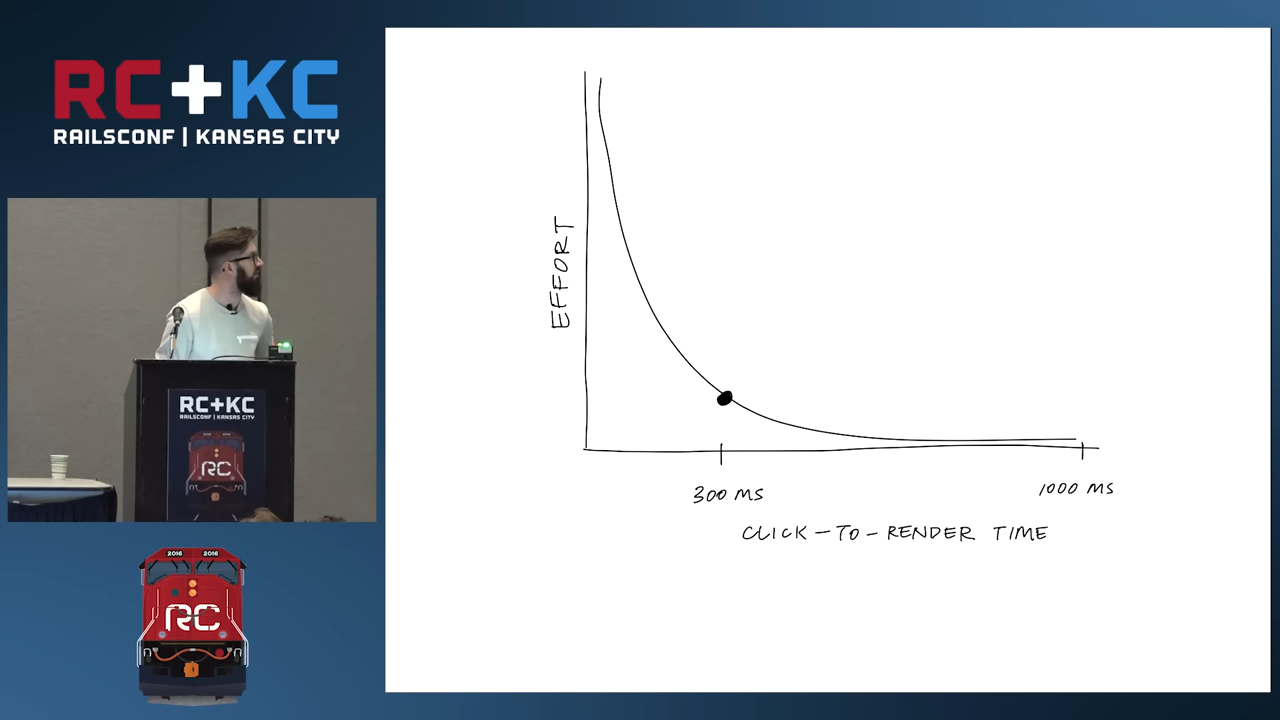 RC+KC
RAILSCONF | KANSAS CITY
RC+KC
RAILSCONF | KANSAS CITY
RC
2016 2016
RC
EFFORT
300 MS
1000 MS
CLICK-TO-RENDER TIME